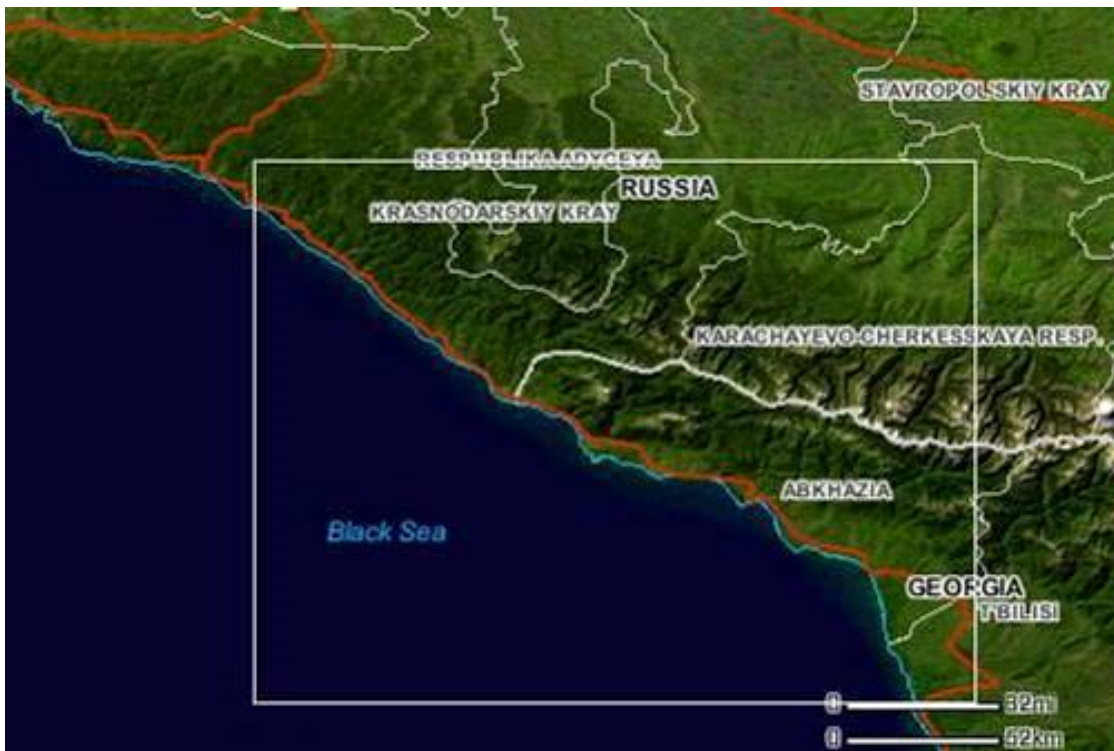 STAVROPOL'SKIY KRAY
RESPUBLIKA ADYGEYA
RUSSIA
KRASNODARSKIY KRAY
KARACHAYEVO-CHERKESSKAYA RESP.
ABKHAZIA
Black Sea
GEORGIA
T'BILISI
0 32mi
0 52km